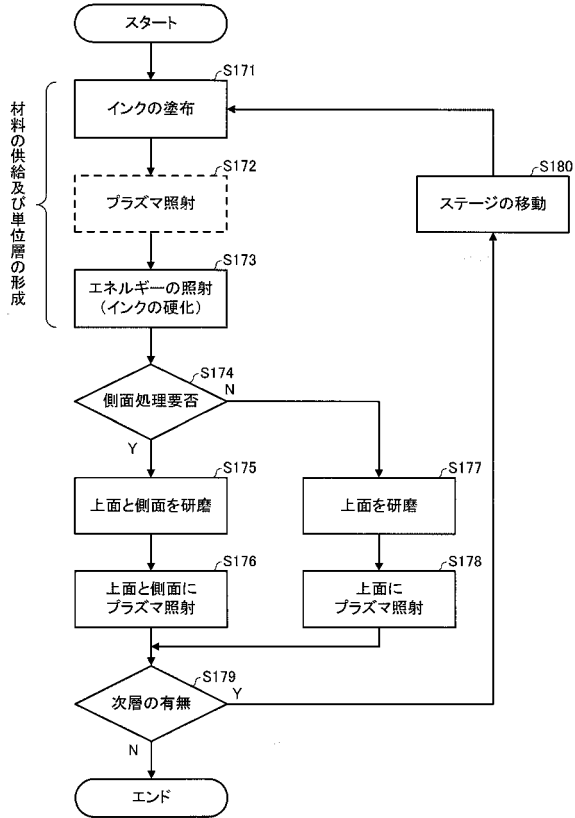 スタート
S171
インクの塗布
S172
プラズマ照射
S173
エネルギーの照射
(インクの硬化)
材料の供給及び単位層の形成
S180
ステージの移動
S174
側面処理要否
N
Y
S175
上面と側面を研磨
S177
上面を研磨
S176
上面と側面に
プラズマ照射
S178
上面に
プラズマ照射
S179
次層の有無
Y
N
エンド